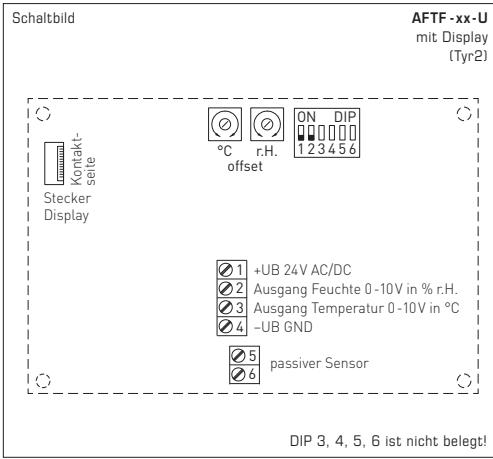 Schaltbild
AFTF-xx-U
mit Display
(Tyr2)
ON DIP
1 2 3 4 5 6
°C r.H.
offset
Kontakt-
seite
Stecker
Display
1 +UB 24V AC/DC
2 Ausgang Feuchte 0-10V in % r.H.
3 Ausgang Temperatur 0-10V in °C
4 –UB GND
5
passiver Sensor
6
DIP 3, 4, 5, 6 ist nicht belegt!